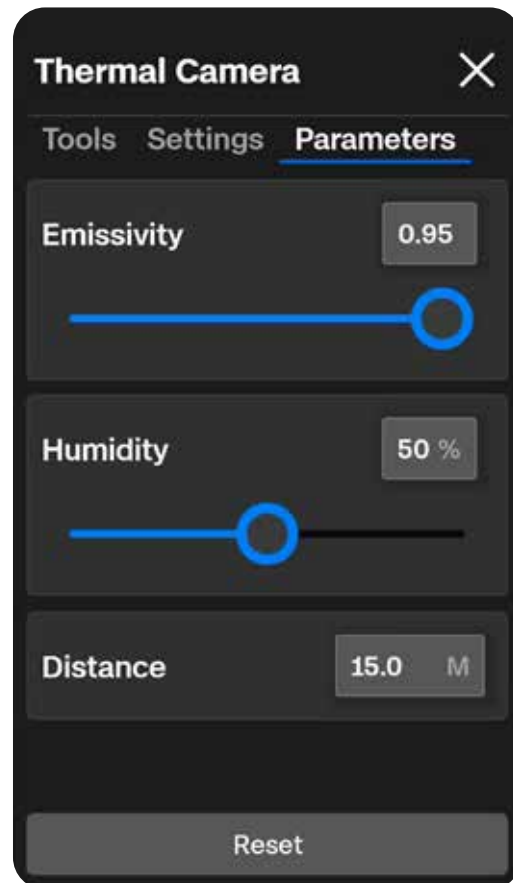 Thermal Camera
Tools Settings Parameters
Emissivity 0.95
Humidity 50 %
Distance 15.0 M
Reset